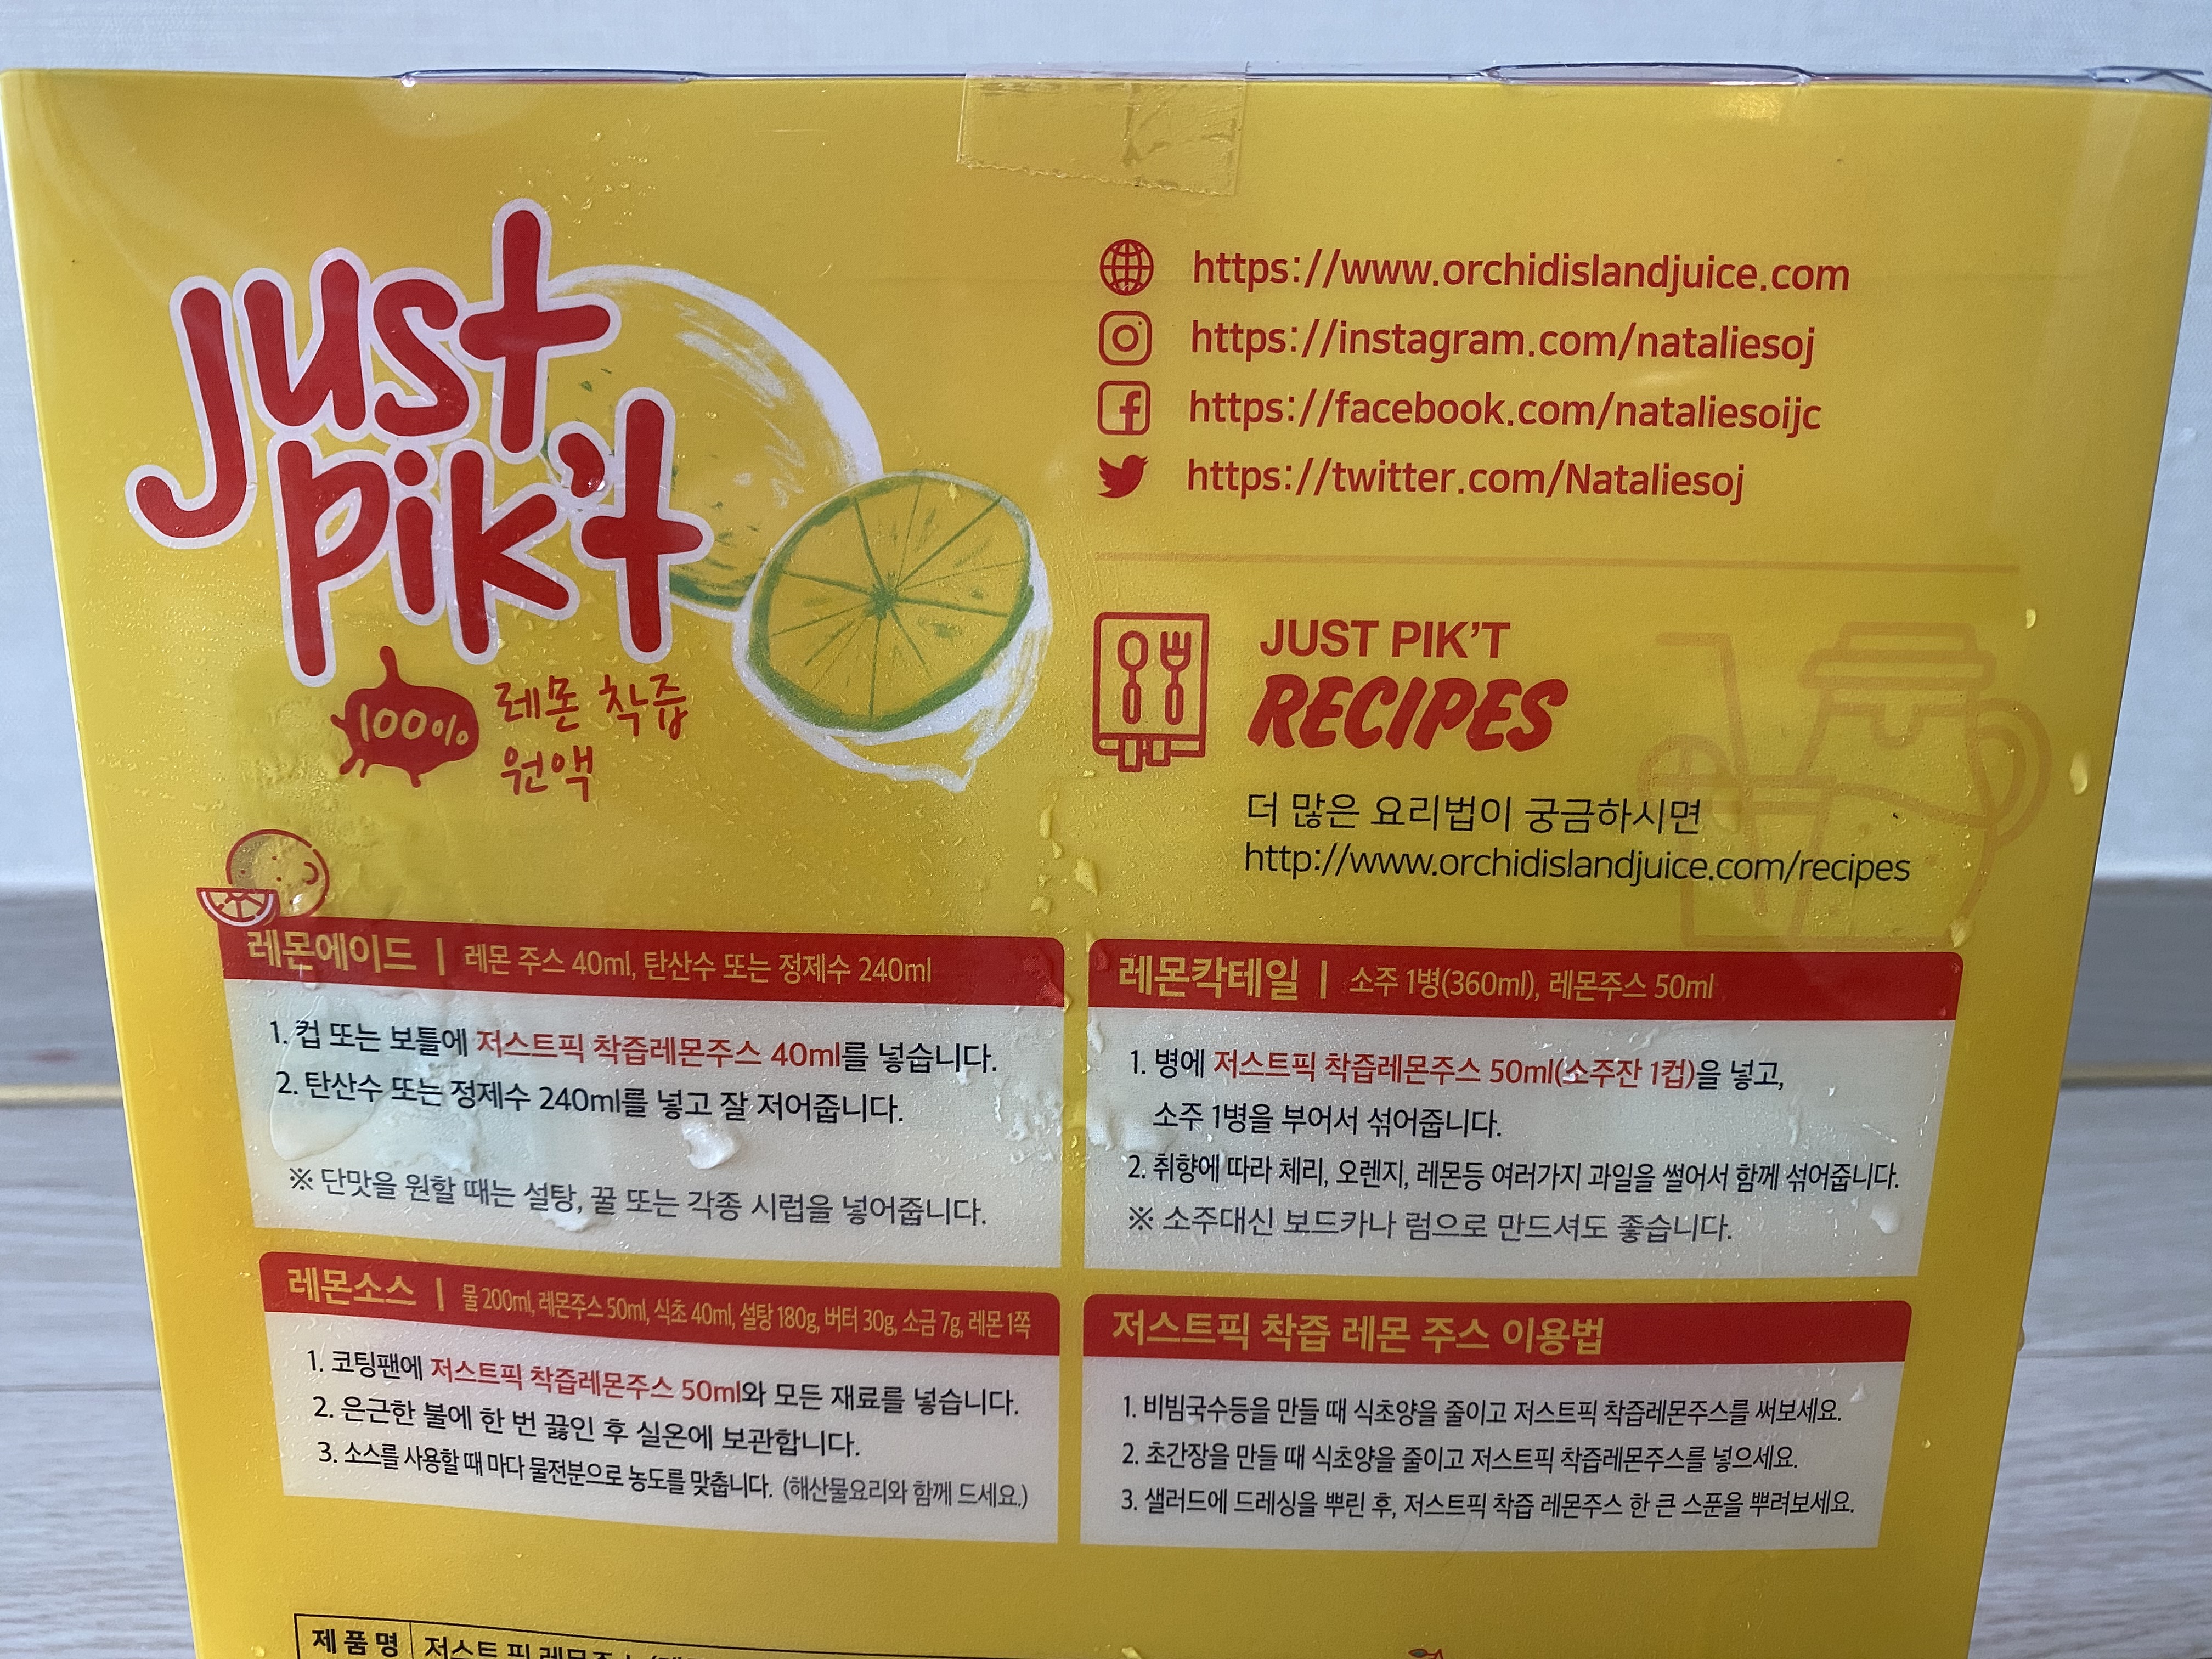 just
pik't
100%
레몬 착즙
원액
https://www.orchidislandjuice.com
https://instagram.com/nataliesoj
https://facebook.com/nataliesoijc
https://twitter.com/Nataliesoj
JUST PIK'T
RECIPES
더 많은 요리법이 궁금하시면
http://www.orchidislandjuice.com/recipes
레몬에이드 | 레몬 주스 40ml, 탄산수 또는 정제수 240ml
1. 컵 또는 보틀에 저스트픽 착즙레몬주스 40ml를 넣습니다.
2. 탄산수 또는 정제수 240ml를 넣고 잘 저어줍니다.
※ 단맛을 원할 때는 설탕, 꿀 또는 각종 시럽을 넣어줍니다.
레몬칵테일 | 소주 1병(360ml), 레몬주스 50ml
1. 병에 저스트픽 착즙레몬주스 50ml(소주잔 1컵)을 넣고,
소주 1병을 부어서 섞어줍니다.
2. 취향에 따라 체리, 오렌지, 레몬등 여러가지 과일을 썰어서 함께 섞어줍니다.
※ 소주대신 보드카나 럼으로 만드셔도 좋습니다.
레몬소스 | 물 200ml, 레몬주스 50ml, 식초 40ml, 설탕 180g, 버터 30g, 소금 7g, 레몬 1쪽
1. 코팅팬에 저스트픽 착즙레몬주스 50ml와 모든 재료를 넣습니다.
2. 은근한 불에 한 번 끓인 후 실온에 보관합니다.
3. 소스를 사용할 때 마다 물전분으로 농도를 맞춥니다. (해산물요리와 함께 드세요.)
저스트픽 착즙 레몬 주스 이용법
1. 비빔국수등을 만들 때 식초양을 줄이고 저스트픽 착즙레몬주스를 써보세요.
2. 초간장을 만들 때 식초양을 줄이고 저스트픽 착즙레몬주스를 넣으세요.
3. 샐러드에 드레싱을 뿌린 후, 저스트픽 착즙 레몬주스 한 큰 스푼을 뿌려보세요.
제품명 저스트 픽 레몬주스